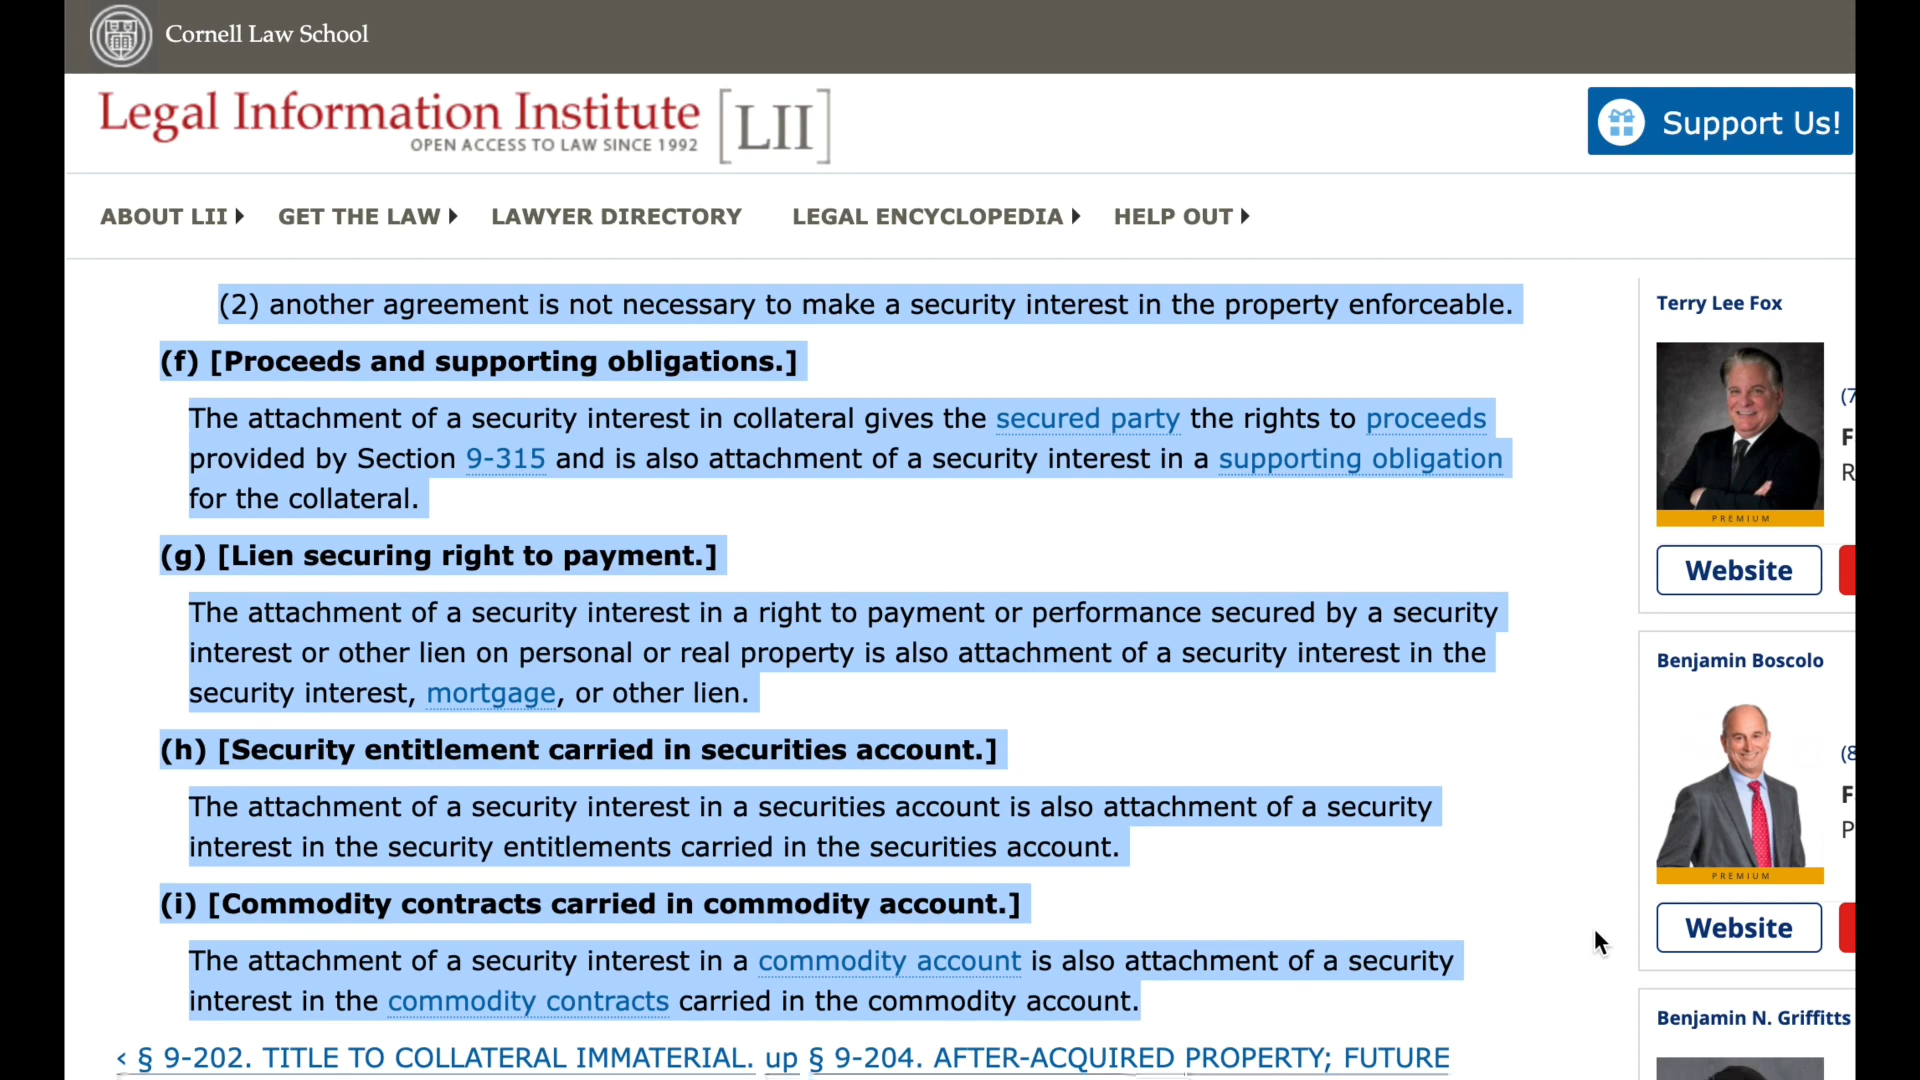 Cornell Law School
Legal Information Institute [LII]
OPEN ACCESS TO LAW SINCE 1992
Support Us!
ABOUT LII GET THE LAW LAWYER DIRECTORY LEGAL ENCYCLOPEDIA HELP OUT
(2) another agreement is not necessary to make a security interest in the property enforceable.
(f) [Proceeds and supporting obligations.]
The attachment of a security interest in collateral gives the secured party the rights to proceeds
provided by Section 9-315 and is also attachment of a security interest in a supporting obligation
for the collateral.
(g) [Lien securing right to payment.]
The attachment of a security interest in a right to payment or performance secured by a security
interest or other lien on personal or real property is also attachment of a security interest in the
security interest, mortgage, or other lien.
(h) [Security entitlement carried in securities account.]
The attachment of a security interest in a securities account is also attachment of a security
interest in the security entitlements carried in the securities account.
(i) [Commodity contracts carried in commodity account.]
The attachment of a security interest in a commodity account is also attachment of a security
interest in the commodity contracts carried in the commodity account.
‹ § 9-202. TITLE TO COLLATERAL IMMATERIAL. up § 9-204. AFTER-ACQUIRED PROPERTY; FUTURE
Terry Lee Fox
(7
F
R
PREMIUM
Website
Benjamin Boscolo
(8
F
P
PREMIUM
Website
Benjamin N. Griffitts